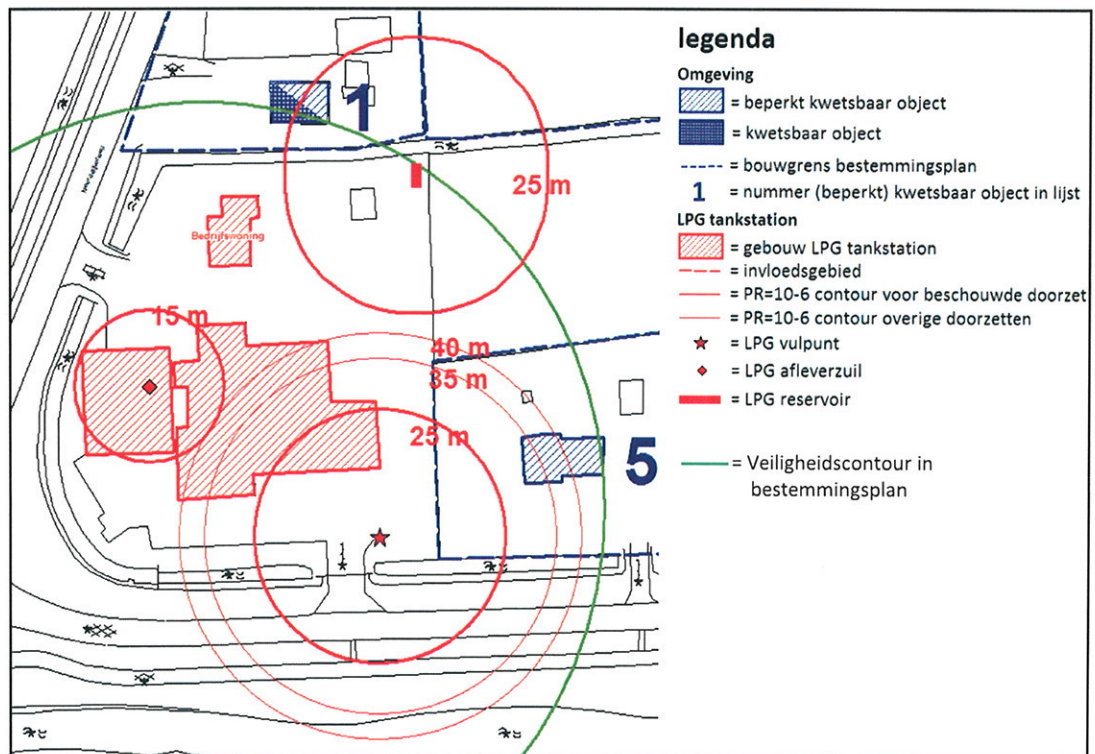 1
25 m
Bedrijfswoning
15 m
40 m
35 m
25 m
5
legenda
Omgeving
= beperkt kwetsbaar object
= kwetsbaar object
= bouwgrens bestemmingsplan
1 = nummer (beperkt) kwetsbaar object in lijst
LPG tankstation
= gebouw LPG tankstation
= invloedsgebied
= PR=10-6 contour voor beschouwde doorzet
= PR=10-6 contour overige doorzetten
= LPG vulpunt
= LPG afleverzuil
= LPG reservoir
= Veiligheidscontour in
bestemmingsplan